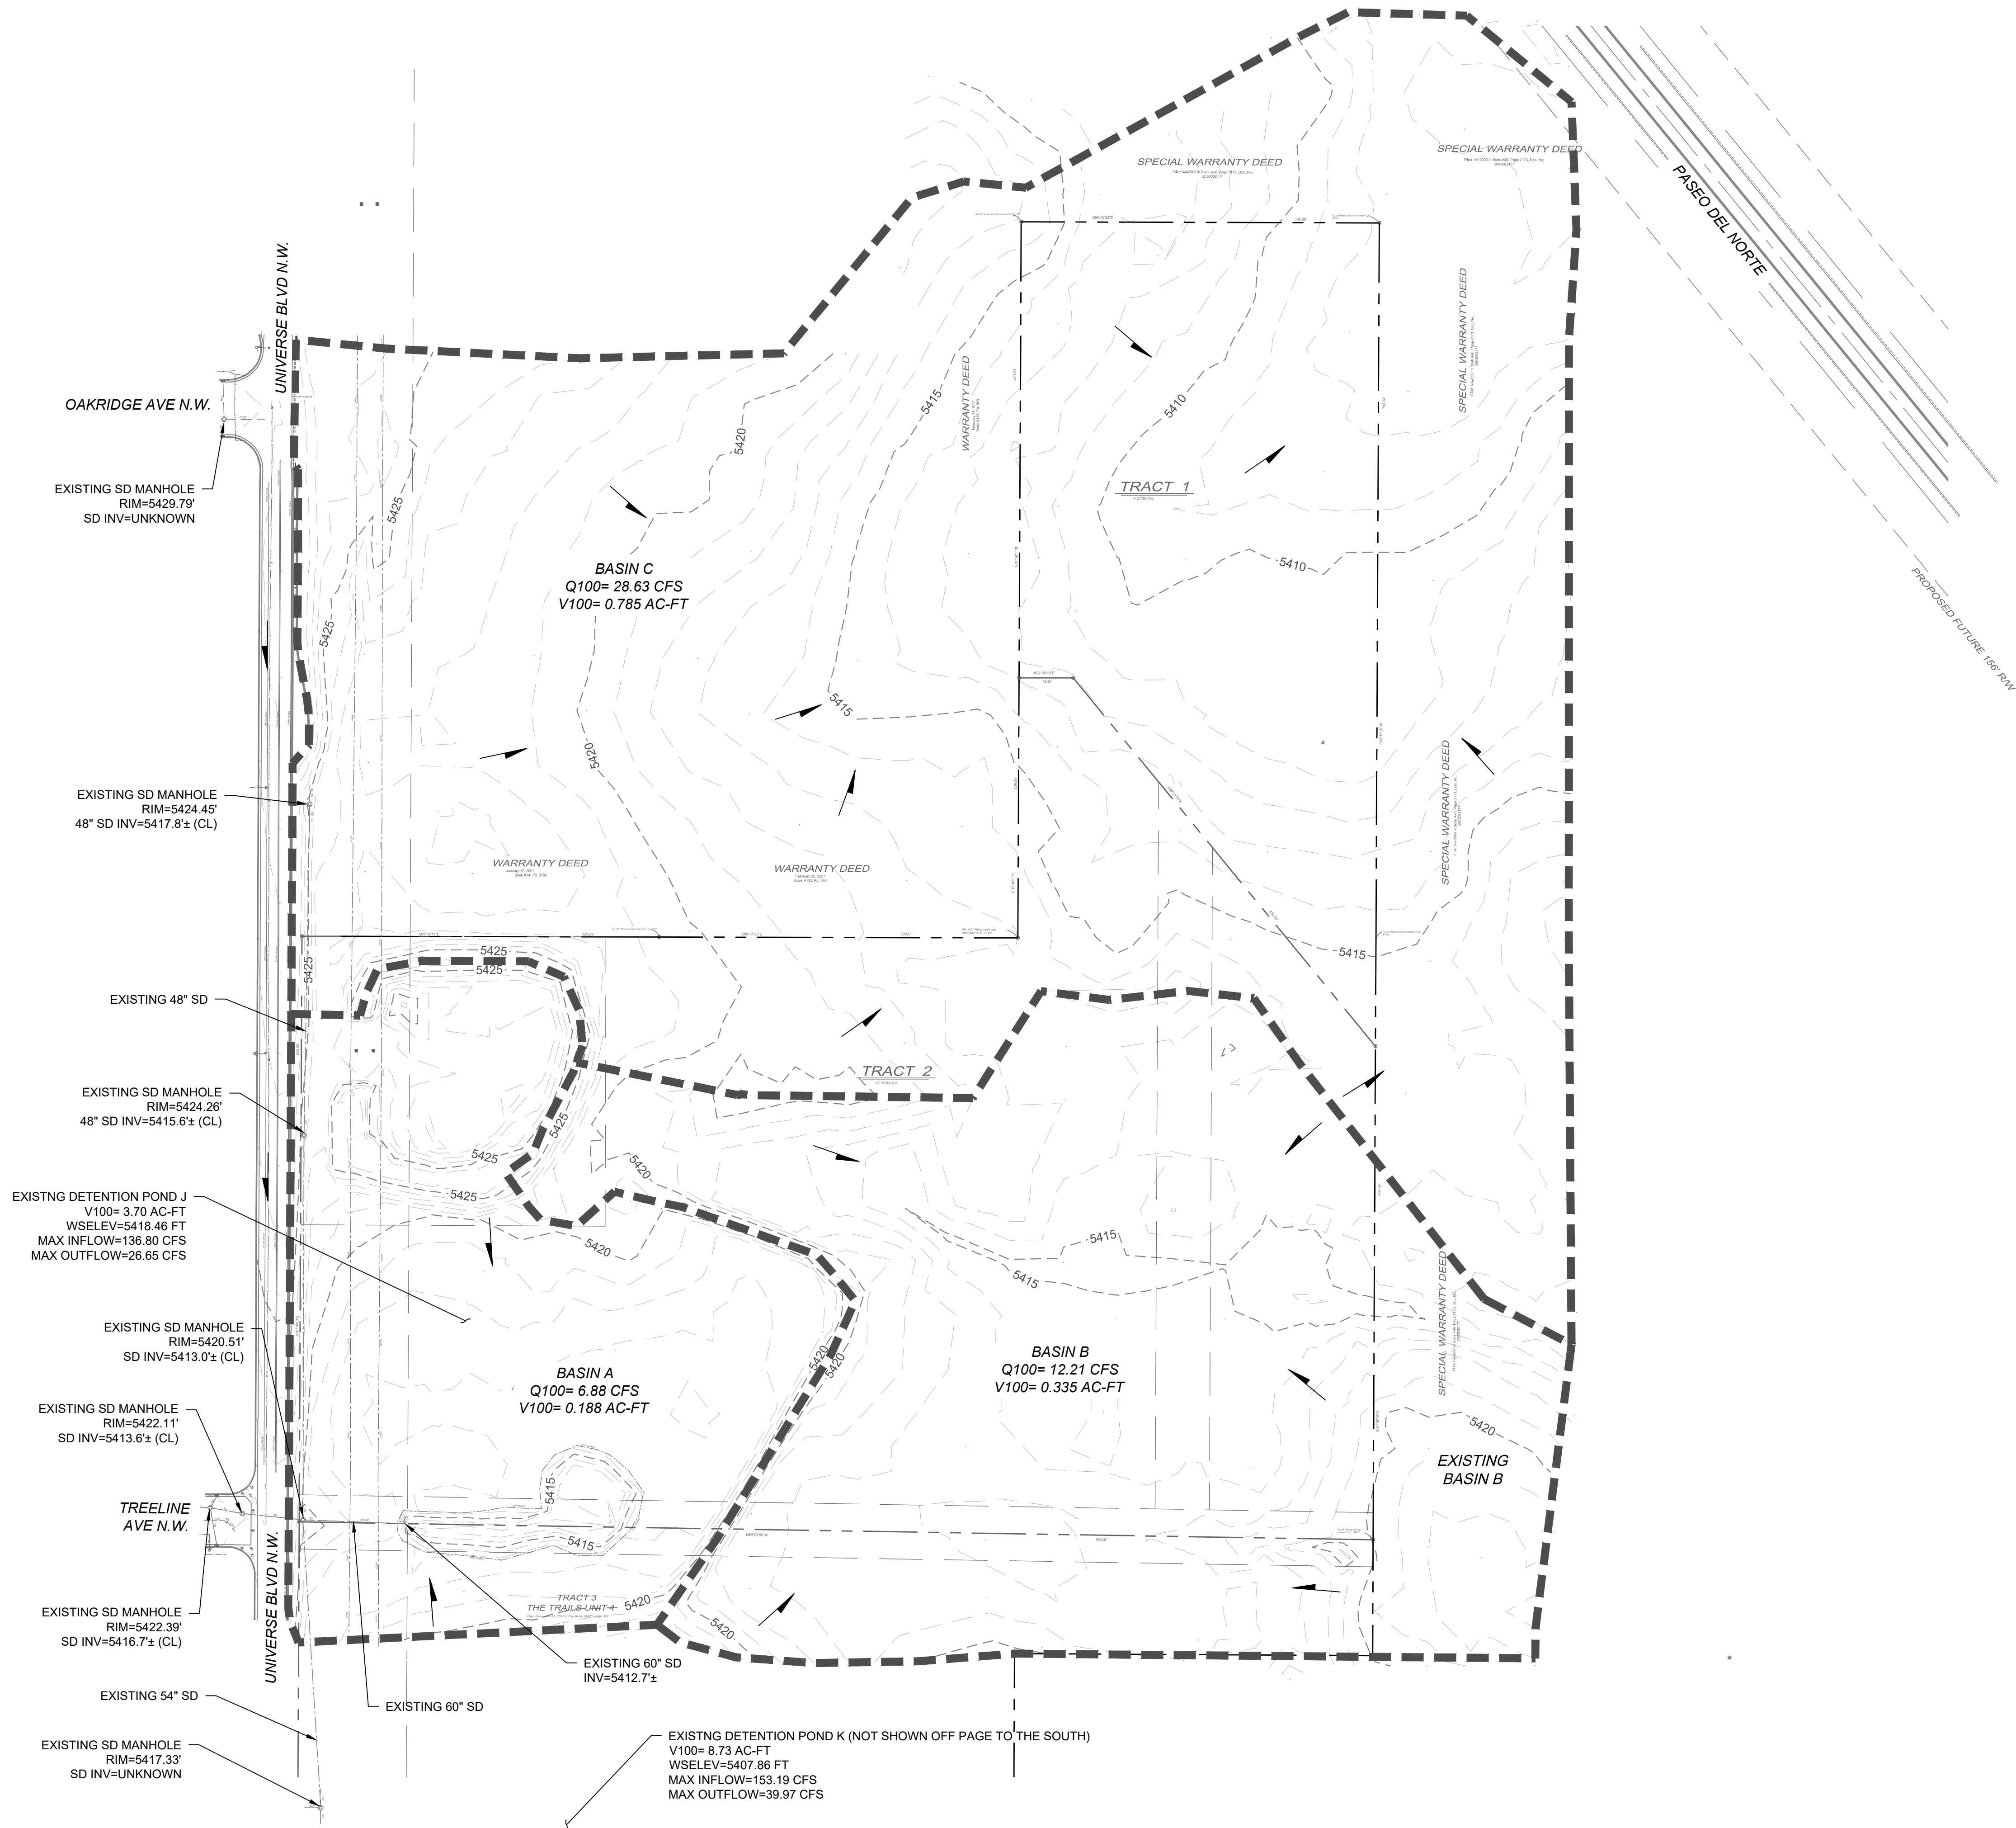 SPECIAL WARRANTY DEED
SPECIAL WARRANTY DEED
PASEO DEL NORTE
PROPOSED FUTURE 156' R/W
UNIVERSE BLVD N.W.
OAKRIDGE AVE N.W.
EXISTING SD MANHOLE
RIM=5429.79'
SD INV=UNKNOWN
5425
5425
5420
5415
WARRANTY DEED
5410
SPECIAL WARRANTY DEED
TRACT 1
5410
BASIN C
Q100= 28.63 CFS
V100= 0.785 AC-FT
5415
5420
EXISTING SD MANHOLE
RIM=5424.45'
48" SD INV=5417.8'± (CL)
WARRANTY DEED
WARRANTY DEED
SPECIAL WARRANTY DEED
5425
5425
5425
5415
EXISTING 48" SD
EXISTING SD MANHOLE
RIM=5424.26'
48" SD INV=5415.6'± (CL)
TRACT 2
5425
5425
5425
5420
EXISTNG DETENTION POND J
V100= 3.70 AC-FT
WSELEV=5418.46 FT
MAX INFLOW=136.80 CFS
MAX OUTFLOW=26.65 CFS
5420
5415
5415
SPECIAL WARRANTY DEED
EXISTING SD MANHOLE
RIM=5420.51'
SD INV=5413.0'± (CL)
BASIN A
Q100= 6.88 CFS
V100= 0.188 AC-FT
5420
5420
BASIN B
Q100= 12.21 CFS
V100= 0.335 AC-FT
5420
EXISTING
BASIN B
EXISTING SD MANHOLE
RIM=5422.11'
SD INV=5413.6'± (CL)
5415
5415
TREELINE
AVE N.W.
UNIVERSE BLVD N.W.
EXISTING SD MANHOLE
RIM=5422.39'
SD INV=5416.7'± (CL)
TRACT 3
THE TRAILS UNIT 4
5420
5420
EXISTING 60" SD
INV=5412.7'±
EXISTING 54" SD
EXISTING 60" SD
EXISTING SD MANHOLE
RIM=5417.33'
SD INV=UNKNOWN
EXISTNG DETENTION POND K (NOT SHOWN OFF PAGE TO THE SOUTH)
V100= 8.73 AC-FT
WSELEV=5407.86 FT
MAX INFLOW=153.19 CFS
MAX OUTFLOW=39.97 CFS